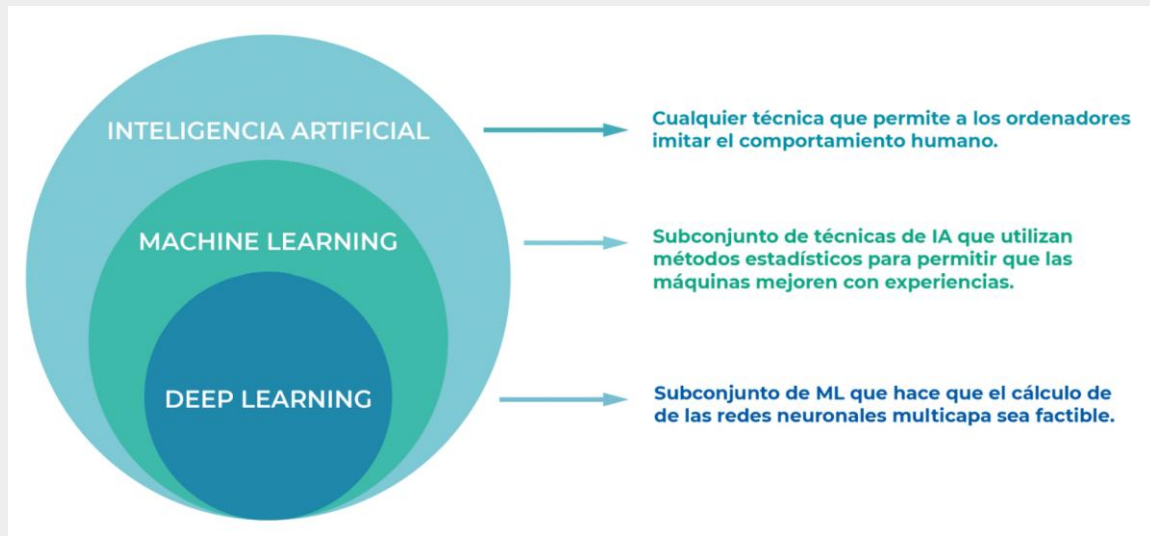 INTELIGENCIA ARTIFICIAL
Cualquier técnica que permite a los ordenadores
imitar el comportamiento humano.
MACHINE LEARNING
Subconjunto de técnicas de IA que utilizan
métodos estadísticos para permitir que las
máquinas mejoren con experiencias.
DEEP LEARNING
Subconjunto de ML que hace que el cálculo de
de las redes neuronales multicapa sea factible.